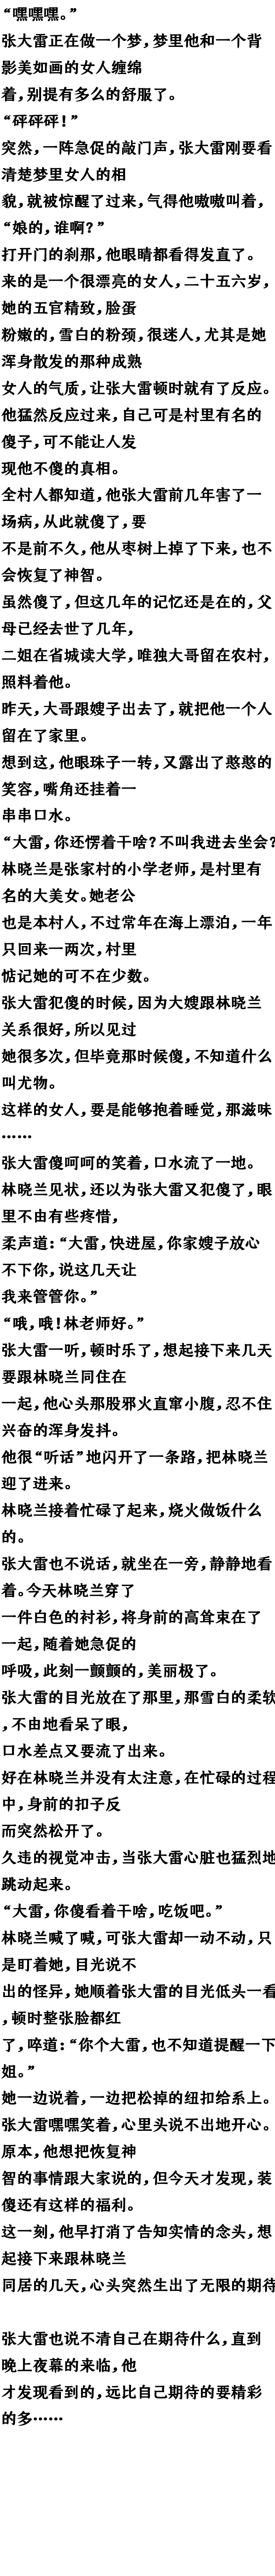 “嘿嘿嘿。”
张大雷正在做一个梦，梦里他和一个背
影美如画的女人缠绵
着，别提有多么的舒服了。
“砰砰砰！”
突然，一阵急促的敲门声，张大雷刚要看
清楚梦里女人的相
貌，就被惊醒了过来，气得他嗷嗷叫着，
“娘的，谁啊？”
打开门的刹那，他眼睛都看得发直了。
来的是一个很漂亮的女人，二十五六岁，
她的五官精致，脸蛋
粉嫩的，雪白的粉颈，很迷人，尤其是她
浑身散发的那种成熟
女人的气质，让张大雷顿时就有了反应。
他猛然反应过来，自己可是村里有名的
傻子，可不能让人发
现他不傻的真相。
全村人都知道，他张大雷前几年害了一
场病，从此就傻了，要
不是前不久，他从枣树上掉了下来，也不
会恢复了神智。
虽然傻了，但这几年的记忆还是在的，父
母已经去世了几年，
二姐在省城读大学，唯独大哥留在农村，
照料着他。
昨天，大哥跟嫂子出去了，就把他一个人
留在了家里。
想到这，他眼珠子一转，又露出了憨憨的
笑容，嘴角还挂着一
串串口水。
“大雷，你还愣着干啥？不叫我进去坐会？
林晓兰是张家村的小学老师，是村里有
名的大美女。她老公
也是本村人，不过常年在海上漂泊，一年
只回来一两次，村里
惦记她的可不在少数。
张大雷犯傻的时候，因为大嫂跟林晓兰
关系很好，所以见过
她很多次，但毕竟那时候傻，不知道什么
叫尤物。
这样的女人，要是能够抱着睡觉，那滋味
……
张大雷傻呵呵的笑着，口水流了一地。
林晓兰见状，还以为张大雷又犯傻了，眼
里不由有些疼惜，
柔声道：“大雷，快进屋，你家嫂子放心
不下你，说这几天让
我来管管你。”
“哦，哦！林老师好。”
张大雷一听，顿时乐了，想起接下来几天
要跟林晓兰同住在
一起，他心头那股邪火直窜小腹，忍不住
兴奋的浑身发抖。
他很“听话”地闪开了一条路，把林晓兰
迎了进来。
林晓兰接着忙碌了起来，烧火做饭什么
的。
张大雷也不说话，就坐在一旁，静静地看
着。今天林晓兰穿了
一件白色的衬衫，将身前的高耸束在了
一起，随着她急促的
呼吸，此刻一颤颤的，美丽极了。
张大雷的目光放在了那里，那雪白的柔软
，不由地看呆了眼，
口水差点又要流了出来。
好在林晓兰并没有太注意，在忙碌的过程
中，身前的扣子反
而突然松开了。
久违的视觉冲击，当张大雷心脏也猛烈地
跳动起来。
“大雷，你傻看着干啥，吃饭吧。”
林晓兰喊了喊，可张大雷却一动不动，只
是盯着她，目光说不
出的怪异，她顺着张大雷的目光低头一看
，顿时整张脸都红
了，啐道：“你个大雷，也不知道提醒一下
姐。”
她一边说着，一边把松掉的纽扣给系上。
张大雷嘿嘿笑着，心里头说不出地开心。
原本，他想把恢复神
智的事情跟大家说的，但今天才发现，装
傻还有这样的福利。
这一刻，他早打消了告知实情的念头，想
起接下来跟林晓兰
同居的几天，心头突然生出了无限的期待
张大雷也说不清自己在期待什么，直到
晚上夜幕的来临，他
才发现看到的，远比自己期待的要精彩
的多……